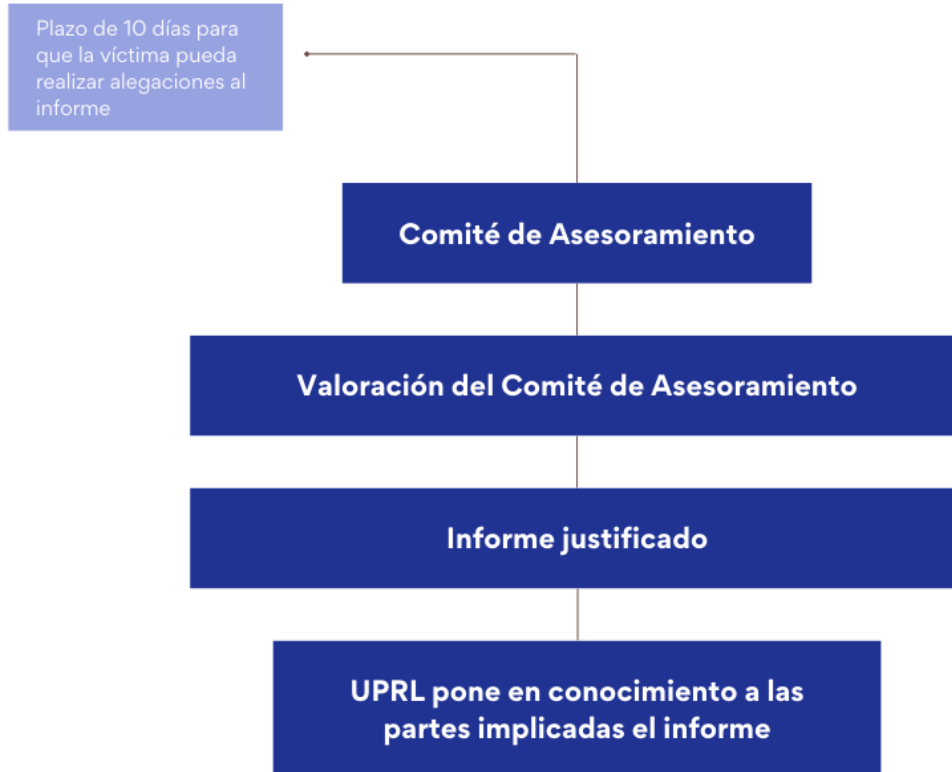 Plazo de 10 días para
que la víctima pueda
realizar alegaciones al
informe
Comité de Asesoramiento
Valoración del Comité de Asesoramiento
Informe justificado
UPRL pone en conocimiento a las
partes implicadas el informe